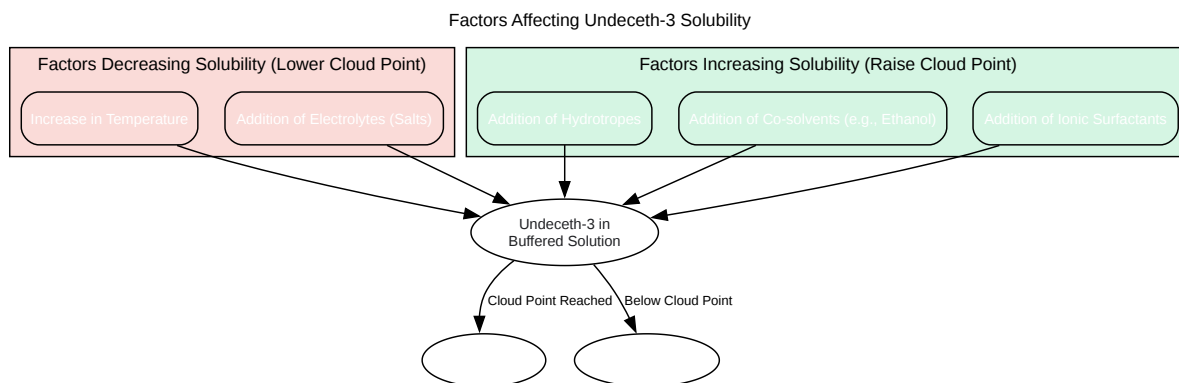 Factors Affecting Undeceth-3 Solubility
Factors Decreasing Solubility (Lower Cloud Point)
Factors Increasing Solubility (Raise Cloud Point)
Increase in Temperature
Addition of Electrolytes (Salts)
Addition of Hydrotropes
Addition of Co-solvents (e.g., Ethanol)
Addition of Ionic Surfactants
Undeceth-3 in
Buffered Solution
Cloud Point Reached
Below Cloud Point